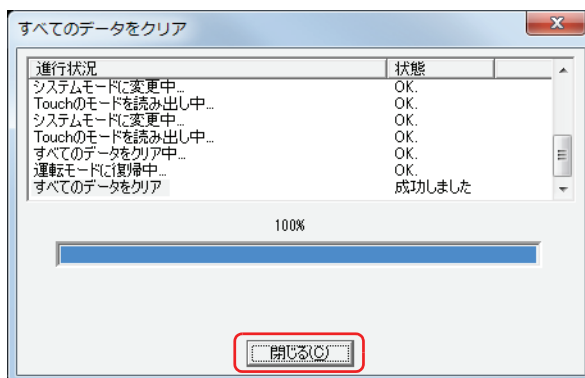 すべてのデータをクリア
進行状況 状態
システムモードに変更中... OK.
Touchのモードを読み出し中... OK.
システムモードに変更中... OK.
Touchのモードを読み出し中... OK.
すべてのデータをクリア中... OK.
運転モードに復帰中... OK.
すべてのデータをクリア 成功しました
100%
閉じる(C)